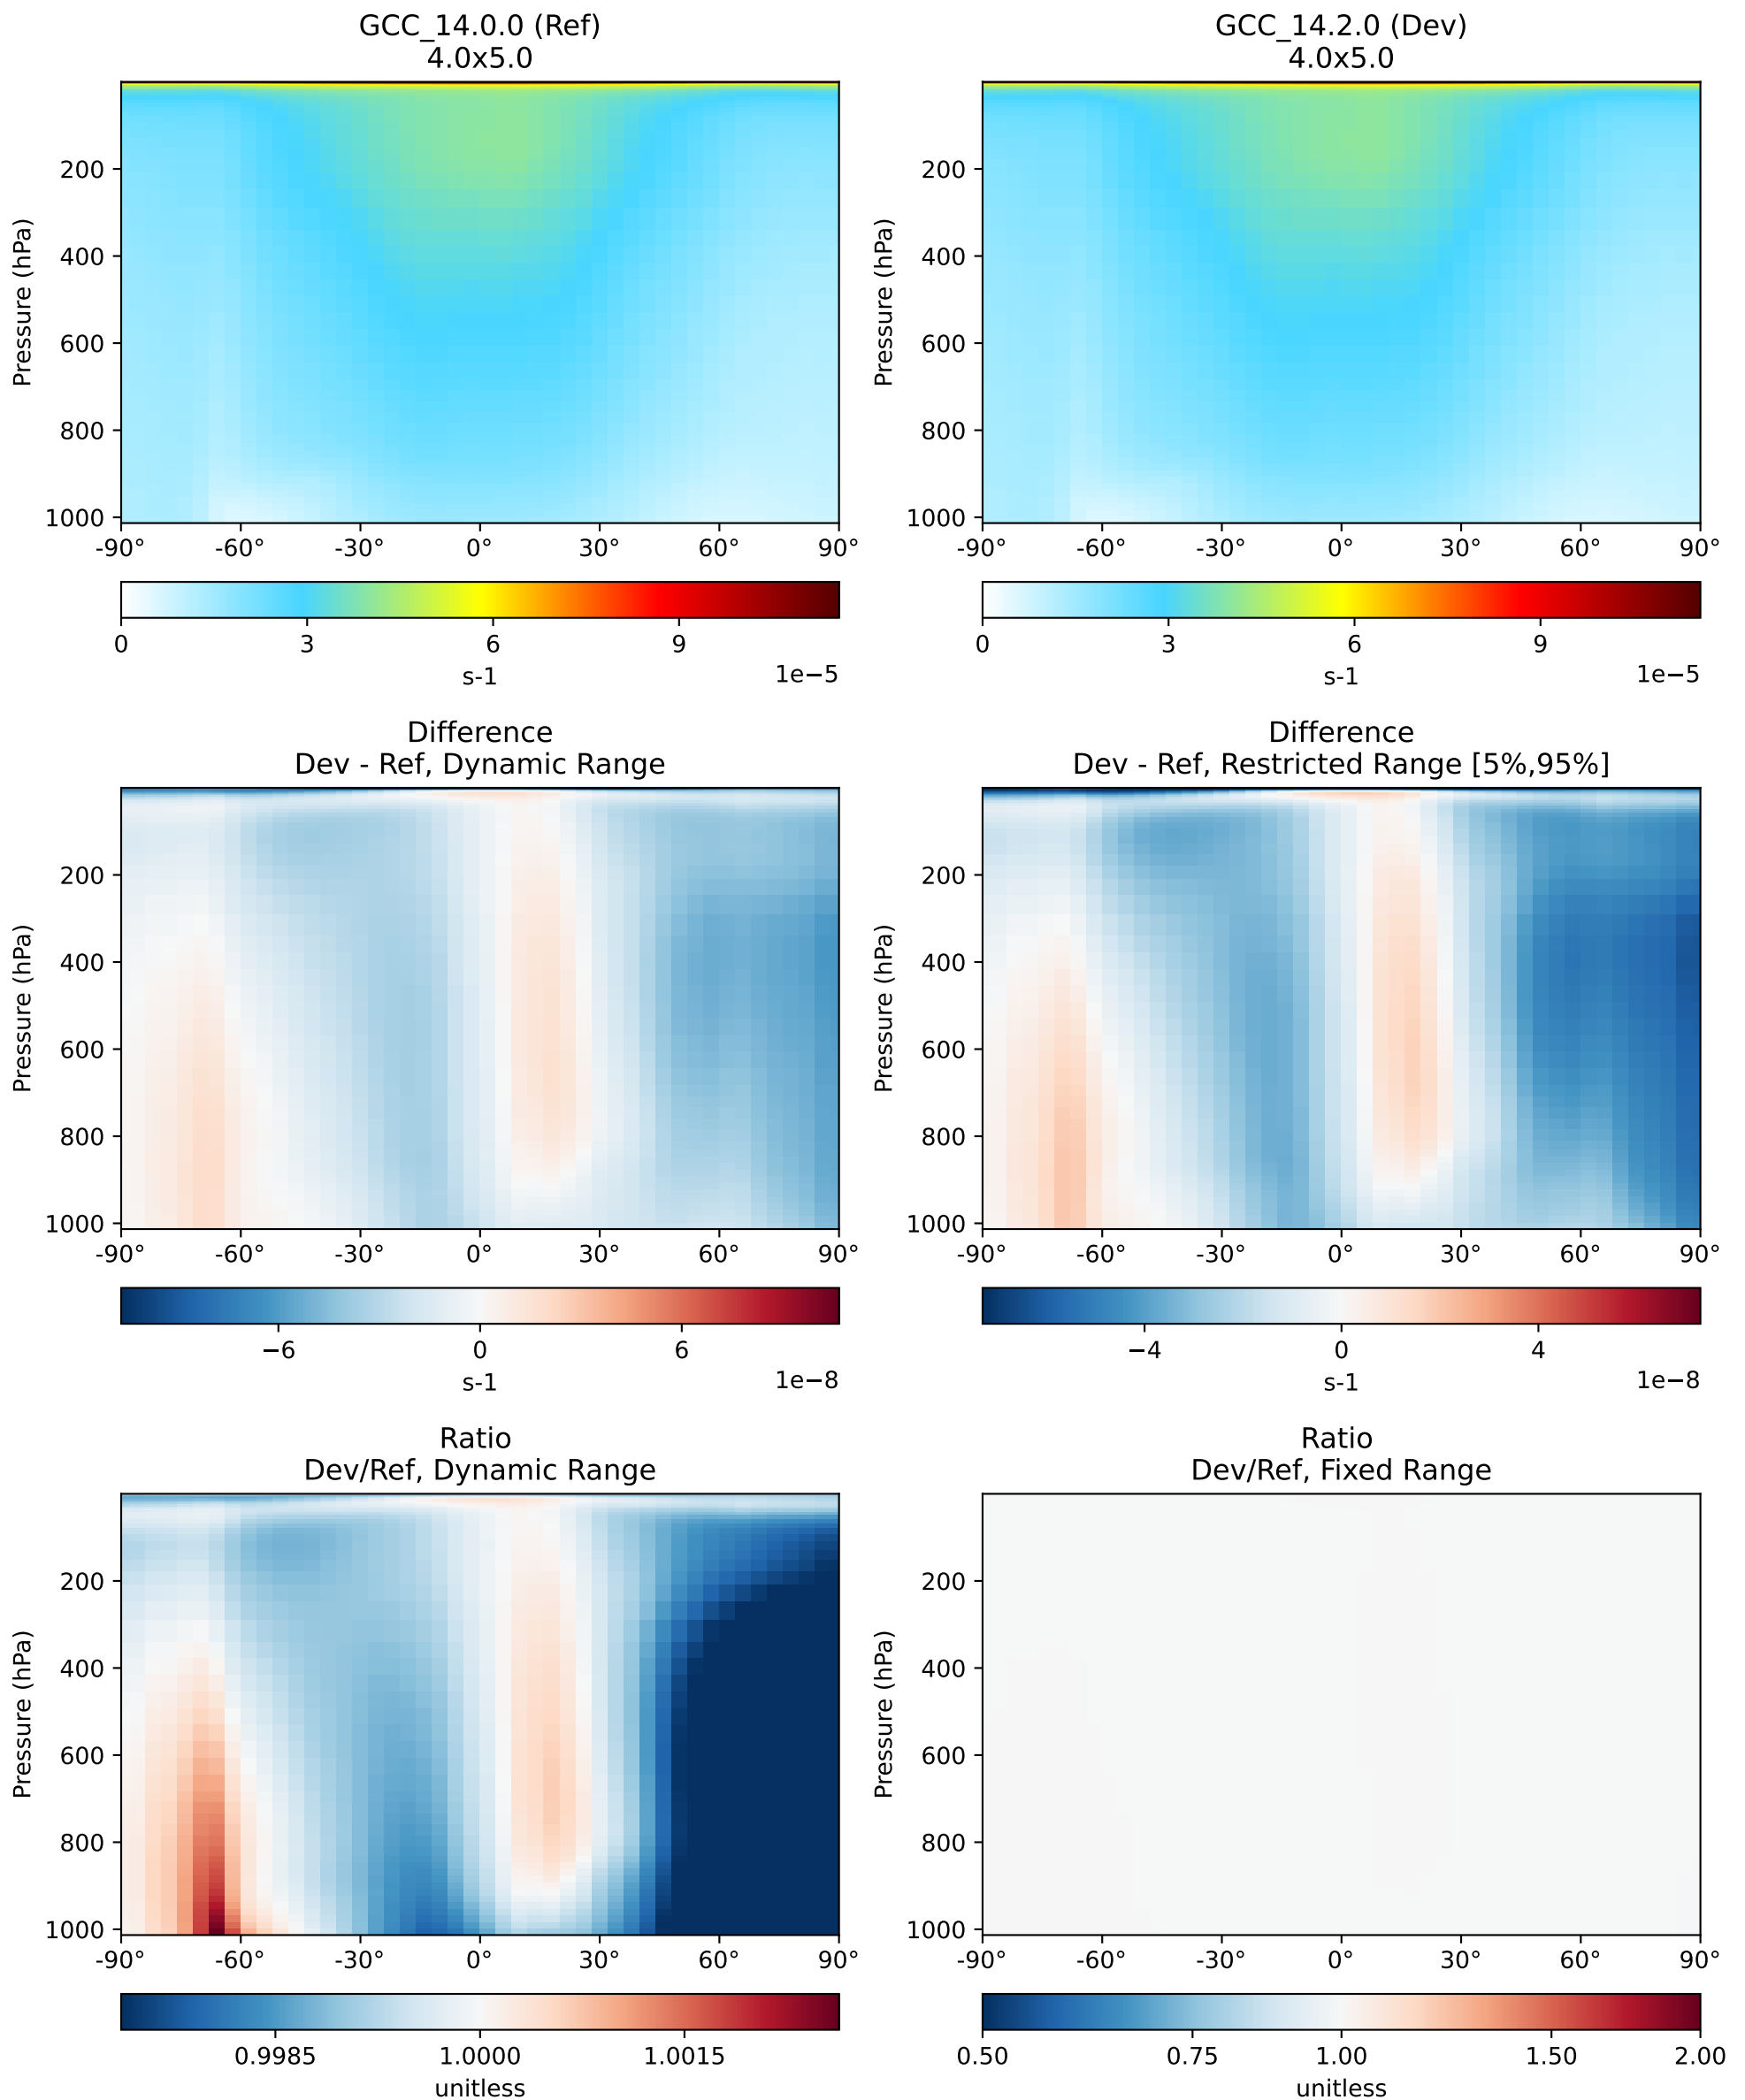 GCC_14.0.0 (Ref)
4.0x5.0
GCC_14.2.0 (Dev)
4.0x5.0
Pressure (hPa)
200
400
600
800
1000
-90° -60° -30° 0° 30° 60° 90°
0 3 6 9
s-1
1e−5
Pressure (hPa)
200
400
600
800
1000
-90° -60° -30° 0° 30° 60° 90°
0 3 6 9
s-1
1e−5
Difference
Dev - Ref, Dynamic Range
Pressure (hPa)
200
400
600
800
1000
-90° -60° -30° 0° 30° 60° 90°
−6 0 6
s-1
1e−8
Difference
Dev - Ref, Restricted Range [5%,95%]
Pressure (hPa)
200
400
600
800
1000
-90° -60° -30° 0° 30° 60° 90°
−4 0 4
s-1
1e−8
Ratio
Dev/Ref, Dynamic Range
Pressure (hPa)
200
400
600
800
1000
-90° -60° -30° 0° 30° 60° 90°
0.9985 1.0000 1.0015
unitless
Ratio
Dev/Ref, Fixed Range
Pressure (hPa)
200
400
600
800
1000
-90° -60° -30° 0° 30° 60° 90°
0.50 0.75 1.00 1.50 2.00
unitless